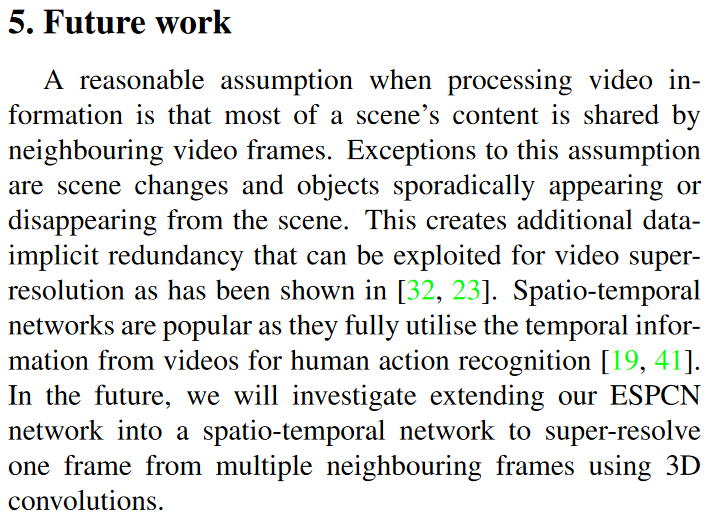 5. Future work
A reasonable assumption when processing video in-
formation is that most of a scene's content is shared by
neighbouring video frames. Exceptions to this assumption
are scene changes and objects sporadically appearing or
disappearing from the scene. This creates additional data-
implicit redundancy that can be exploited for video super-
resolution as has been shown in [32, 23]. Spatio-temporal
networks are popular as they fully utilise the temporal infor-
mation from videos for human action recognition [19, 41].
In the future, we will investigate extending our ESPCN
network into a spatio-temporal network to super-resolve
one frame from multiple neighbouring frames using 3D
convolutions.